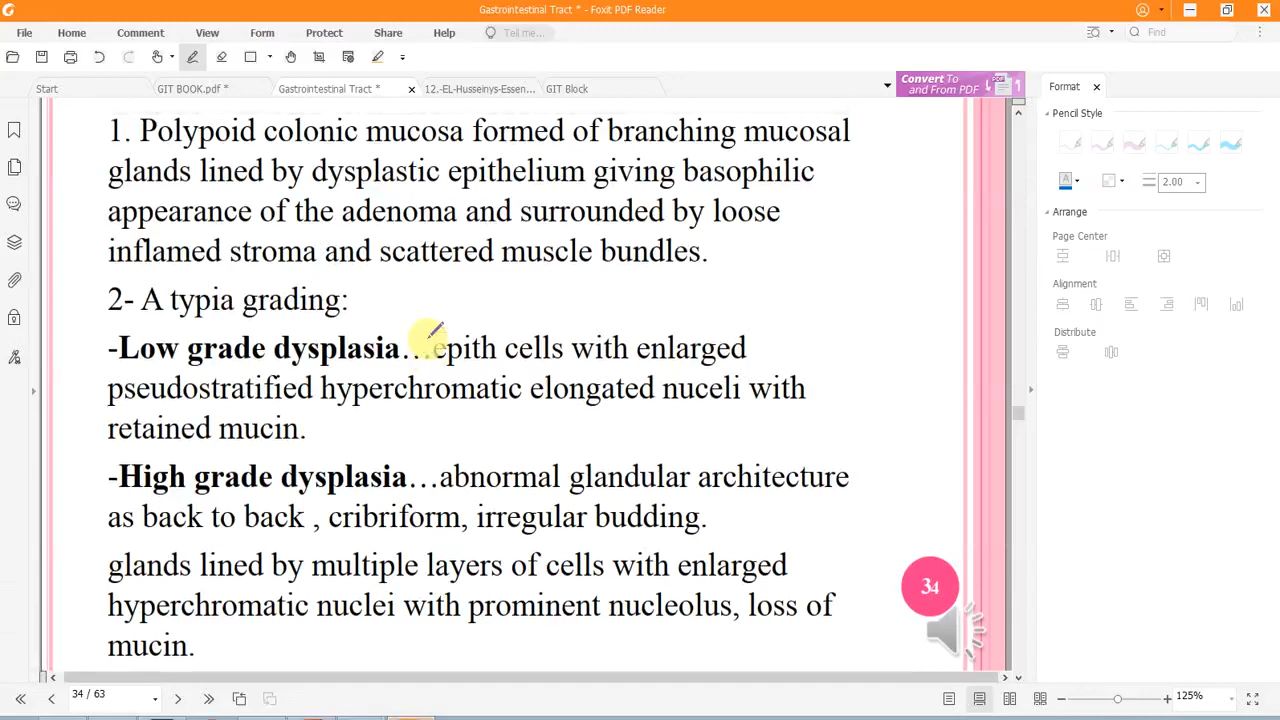 Gastrointestinal Tract * - Foxit PDF Reader
File Home Comment View Form Protect Share Help Tell me... Find
Start GIT BOOK.pdf * Gastrointestinal Tract * 12.-EL-Husseinys-Essen... GIT Block Convert To and From PDF
Format
Pencil Style
2.00
Arrange
Page Center
Alignment
Distribute
1. Polypoid colonic mucosa formed of branching mucosal
glands lined by dysplastic epithelium giving basophilic
appearance of the adenoma and surrounded by loose
inflamed stroma and scattered muscle bundles.
2- A typia grading:
-Low grade dysplasia…epith cells with enlarged
pseudostratified hyperchromatic elongated nuceli with
retained mucin.
-High grade dysplasia…abnormal glandular architecture
as back to back , cribriform, irregular budding.
glands lined by multiple layers of cells with enlarged
hyperchromatic nuclei with prominent nucleolus, loss of
mucin.
34
34 / 63
125%